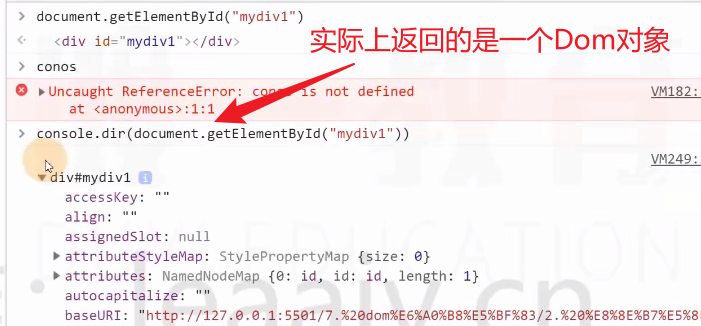 document.getElementById("mydiv1")
<div id="mydiv1"></div>
实际上返回的是一个Dom对象
conos
Uncaught ReferenceError: conos is not defined
VM182:
at <anonymous>:1:1
console.dir(document.getElementById("mydiv1"))
VM249:
div#mydiv1 i
accessKey: ""
align: ""
assignedSlot: null
attributeStyleMap: StylePropertyMap {size: 0}
attributes: NamedNodeMap {0: id, id: id, length: 1}
autocapitalize: ""
baseURI: "http://127.0.0.1:5501/7.%20dom%E6%A0%B8%E5%BF%83/2.%20%E8%8E%B7%E5%8